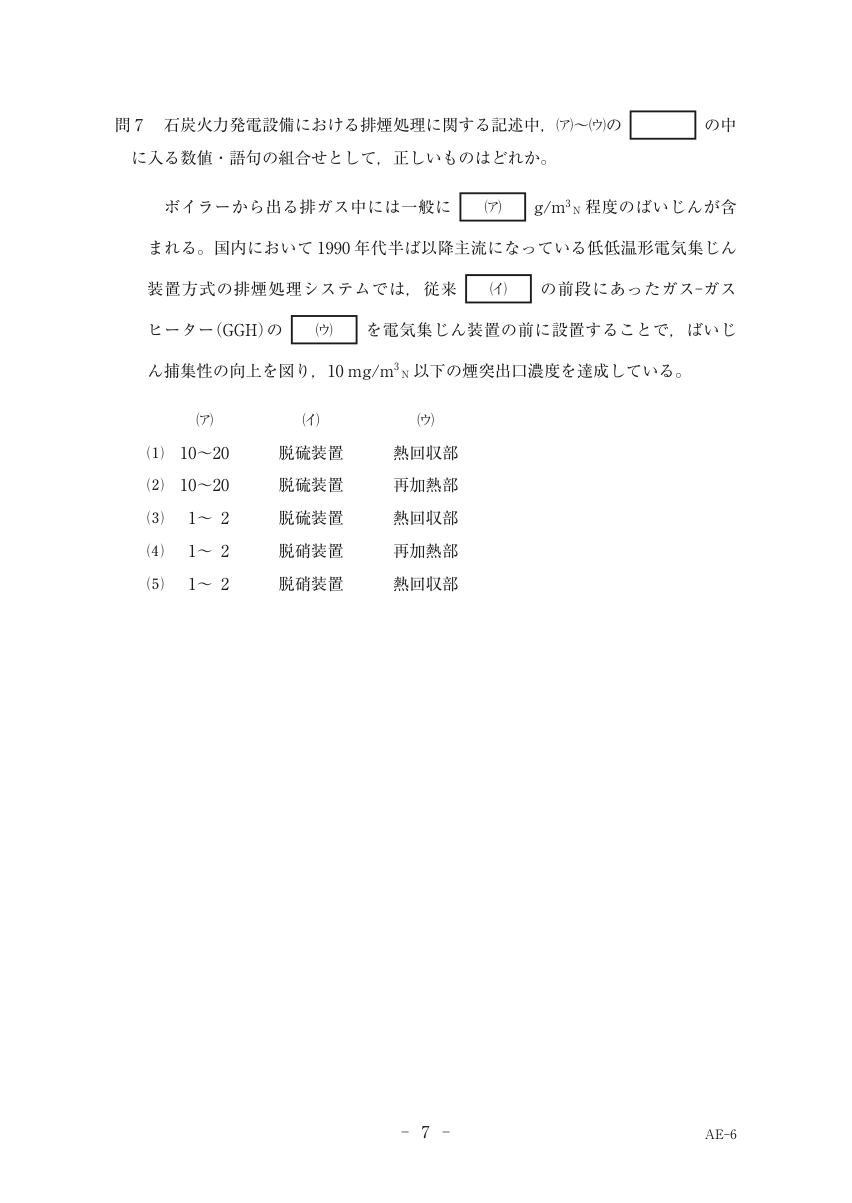 問7 石炭火力発電設備における排煙処理に関する記述中，㋐～㋒の の中
に入る数値・語句の組合せとして，正しいものはどれか。
ボイラーから出る排ガス中には一般に (ア) g/m³N 程度のばいじんが含
まれる。国内において 1990 年代半ば以降主流になっている低低温形電気集じん
装置方式の排煙処理システムでは，従来 (イ) の前段にあったガス-ガス
ヒーター(GGH)の (ウ) を電気集じん装置の前に設置することで，ばいじ
ん捕集性の向上を図り，10 mg/m³N 以下の煙突出口濃度を達成している。
(ア) (イ) (ウ)
(1) 10～20 脱硫装置 熱回収部
(2) 10～20 脱硫装置 再加熱部
(3) 1～ 2 脱硫装置 熱回収部
(4) 1～ 2 脱硝装置 再加熱部
(5) 1～ 2 脱硝装置 熱回収部
- 7 -
AE-6